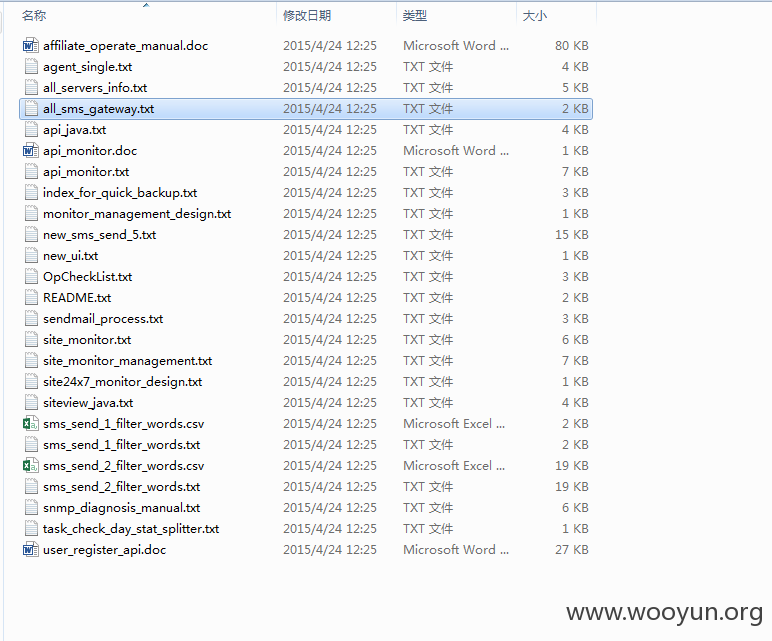 名称 修改日期 类型 大小
affiliate_operate_manual.doc 2015/4/24 12:25 Microsoft Word ... 80 KB
agent_single.txt 2015/4/24 12:25 TXT 文件 4 KB
all_servers_info.txt 2015/4/24 12:25 TXT 文件 5 KB
all_sms_gateway.txt 2015/4/24 12:25 TXT 文件 2 KB
api_java.txt 2015/4/24 12:25 TXT 文件 4 KB
api_monitor.doc 2015/4/24 12:25 Microsoft Word ... 1 KB
api_monitor.txt 2015/4/24 12:25 TXT 文件 7 KB
index_for_quick_backup.txt 2015/4/24 12:25 TXT 文件 3 KB
monitor_management_design.txt 2015/4/24 12:25 TXT 文件 1 KB
new_sms_send_5.txt 2015/4/24 12:25 TXT 文件 15 KB
new_ui.txt 2015/4/24 12:25 TXT 文件 1 KB
OpCheckList.txt 2015/4/24 12:25 TXT 文件 3 KB
README.txt 2015/4/24 12:25 TXT 文件 2 KB
sendmail_process.txt 2015/4/24 12:25 TXT 文件 3 KB
site_monitor.txt 2015/4/24 12:25 TXT 文件 6 KB
site_monitor_management.txt 2015/4/24 12:25 TXT 文件 7 KB
site24x7_monitor_design.txt 2015/4/24 12:25 TXT 文件 1 KB
siteview_java.txt 2015/4/24 12:25 TXT 文件 4 KB
sms_send_1_filter_words.csv 2015/4/24 12:25 Microsoft Excel ... 2 KB
sms_send_1_filter_words.txt 2015/4/24 12:25 TXT 文件 2 KB
sms_send_2_filter_words.csv 2015/4/24 12:25 Microsoft Excel ... 19 KB
sms_send_2_filter_words.txt 2015/4/24 12:25 TXT 文件 19 KB
snmp_diagnosis_manual.txt 2015/4/24 12:25 TXT 文件 6 KB
task_check_day_stat_splitter.txt 2015/4/24 12:25 TXT 文件 1 KB
user_register_api.doc 2015/4/24 12:25 Microsoft Word ... 27 KB
www.wooyun.org